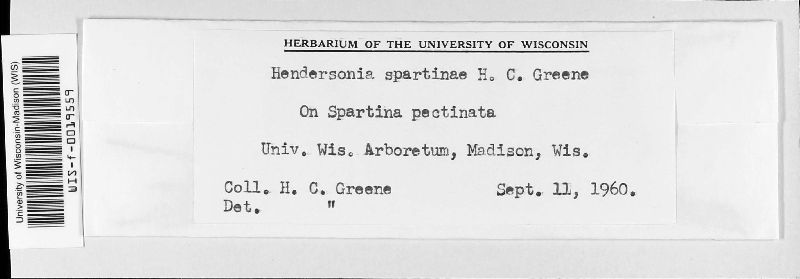 HERBARIUM OF THE UNIVERSITY OF WISCONSIN
Hendersonia spartinae H. C. Greene
On Spartina pectinata
Univ. Wis. Arboretum, Madison, Wis.
Coll. H. C. Greene Sept. 11, 1960.
Det. "
University of Wisconsin-Madison (WIS)
WIS-f-0019559